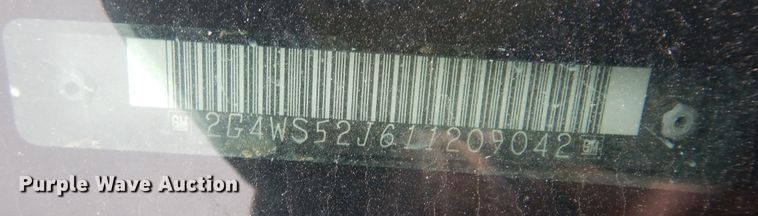 GM 2G4WS52J611209042 GM
Purple Wave Auction